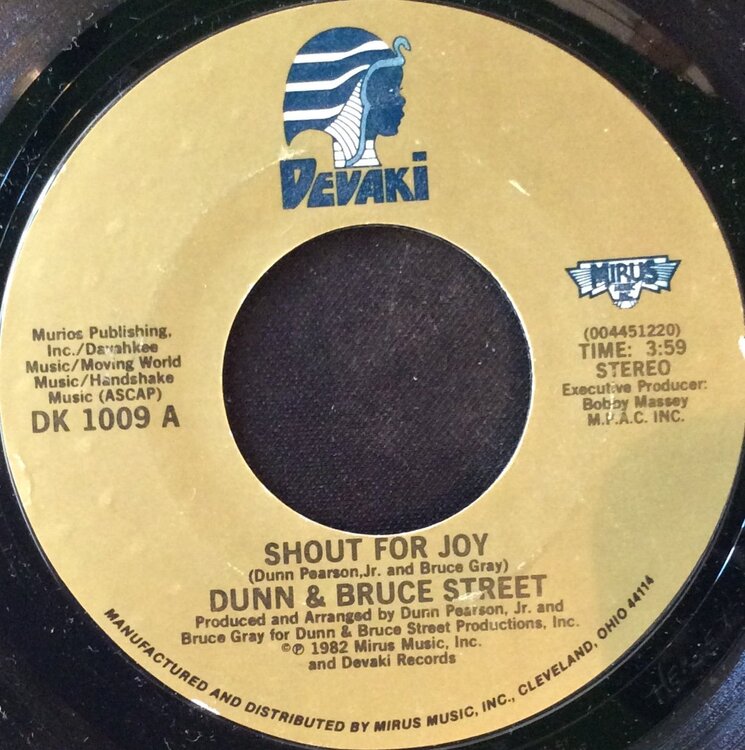 DEVAKI
MIRUS
Murios Publishing,
Inc./Davahkee
Music/Moving World
Music/Handshake
Music (ASCAP)
DK 1009 A
(004451220)
TIME: 3:59
STEREO
Executive Producer:
Bobby Massey
M.P.A.C. INC.
SHOUT FOR JOY
(Dunn Pearson,Jr. and Bruce Gray)
DUNN & BRUCE STREET
Produced and Arranged by Dunn Pearson, Jr. and
Bruce Gray for Dunn & Bruce Street Productions, Inc.
©℗ 1982 Mirus Music, Inc.
and Devaki Records
MANUFACTURED AND DISTRIBUTED BY MIRUS MUSIC, INC., CLEVELAND, OHIO 44114